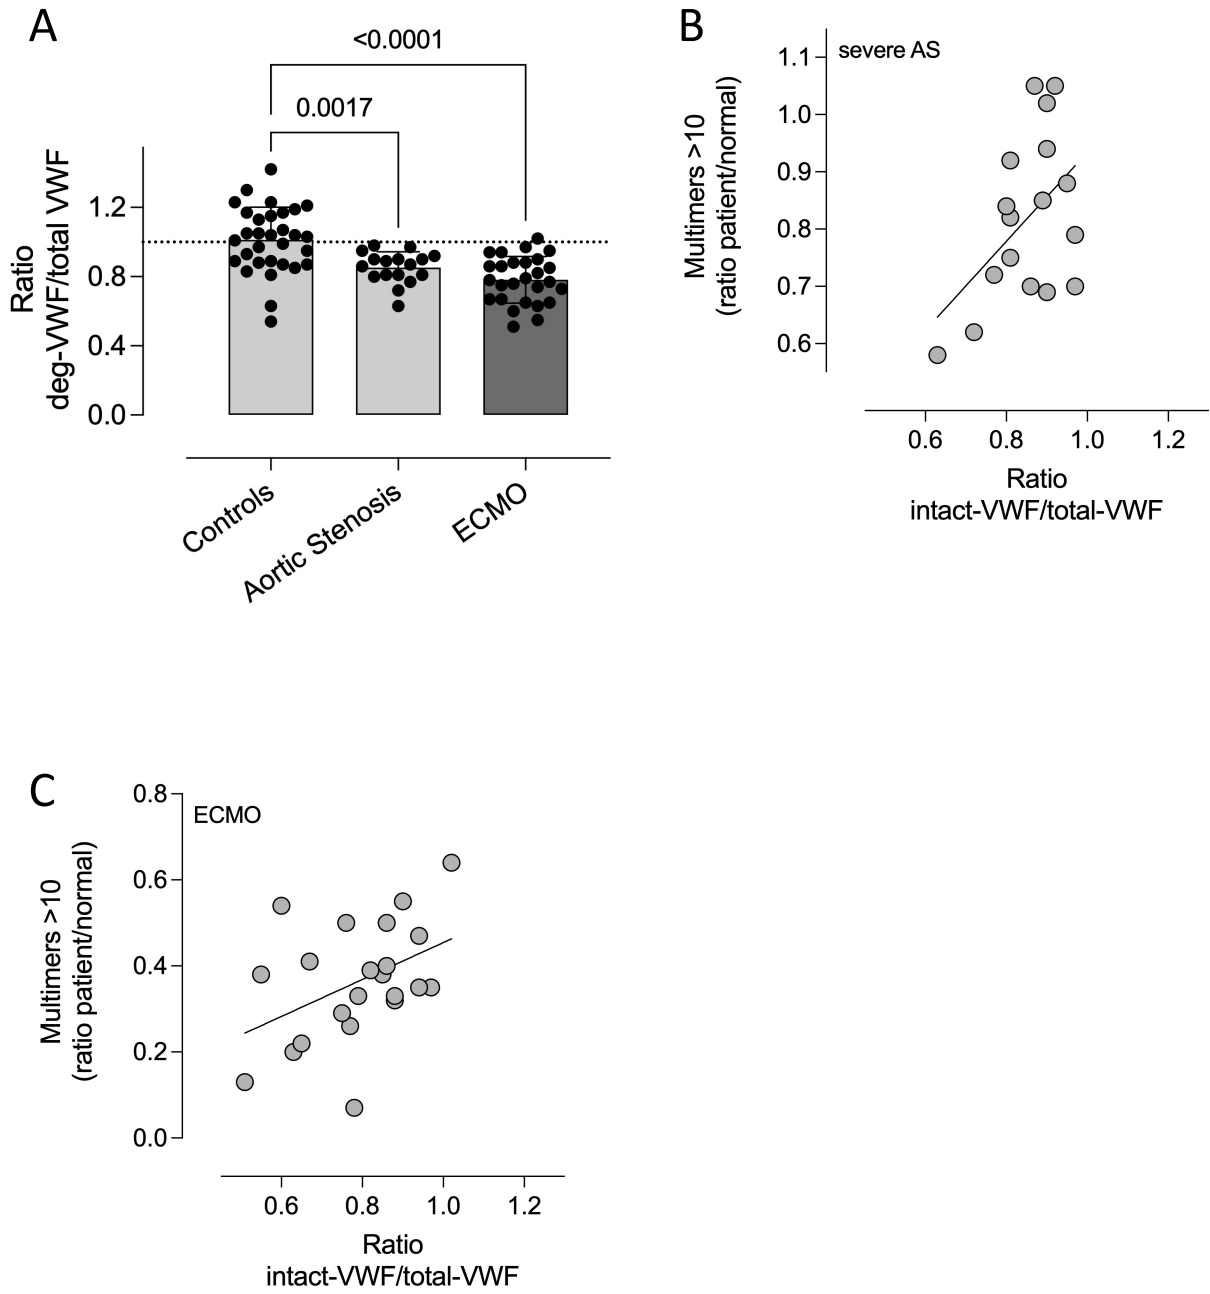 A
<0.0001
0.0017
Ratio
deg-VWF/total VWF
1.2
0.8
0.4
0.0
Controls
Aortic Stenosis
ECMO
B
severe AS
Multimers >10
(ratio patient/normal)
1.1
1.0
0.9
0.8
0.7
0.6
0.6 0.8 1.0 1.2
Ratio
intact-VWF/total-VWF
C
ECMO
Multimers >10
(ratio patient/normal)
0.8
0.6
0.4
0.2
0.0
0.6 0.8 1.0 1.2
Ratio
intact-VWF/total-VWF